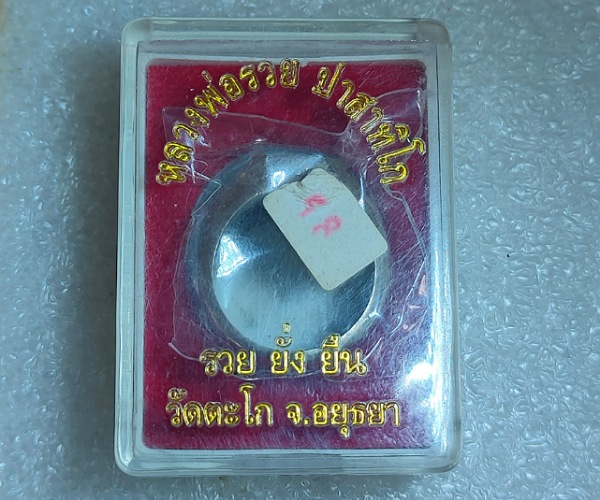 หลวงพ่อรวย ปาสาทิโก
รวย ยั่ง ยืน
วัดตะโก จ.อยุธยา